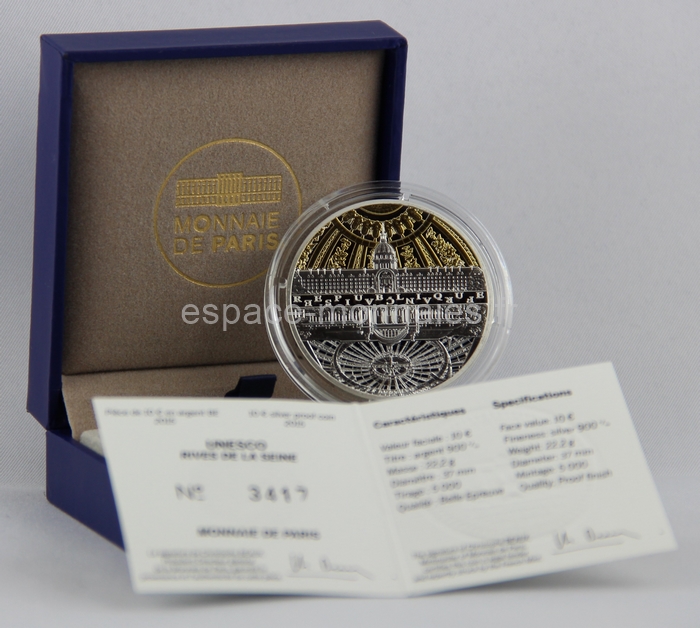 MONNAIE
DE PARIS
espace-monnaies.fr
Pièce de 10 € en argent BE
2015
10 € silver proof coin
2015
UNESCO
RIVES DE LA SEINE
Nº 3417
MONNAIE DE PARIS
Caractéristiques
Valeur faciale : 10 €
Titre : argent 900 ‰
Masse : 22,2 g
Diamètre : 37 mm
Tirage : 5 000
Qualité : Belle Epreuve
Specifications
Face value: 10 €
Fineness: silver 900 ‰
Weight: 22.2 g
Diameter: 37 mm
Mintage: 5 000
Quality: Proof finish